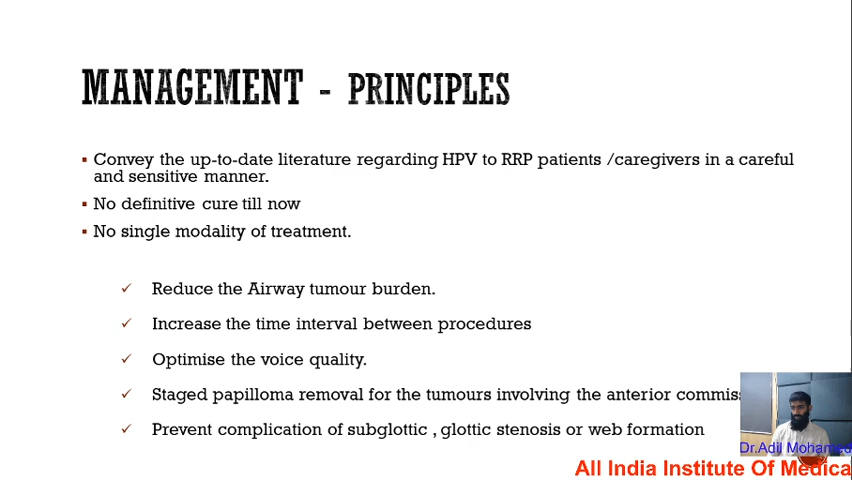 MANAGEMENT - PRINCIPLES
▪ Convey the up-to-date literature regarding HPV to RRP patients /caregivers in a careful
and sensitive manner.
▪ No definitive cure till now
▪ No single modality of treatment.
✓ Reduce the Airway tumour burden.
✓ Increase the time interval between procedures
✓ Optimise the voice quality.
✓ Staged papilloma removal for the tumours involving the anterior
✓ Prevent complication of subglottic , glottic stenosis or web formation
Dr.Adil Mohamed
All India Institute Of Medica